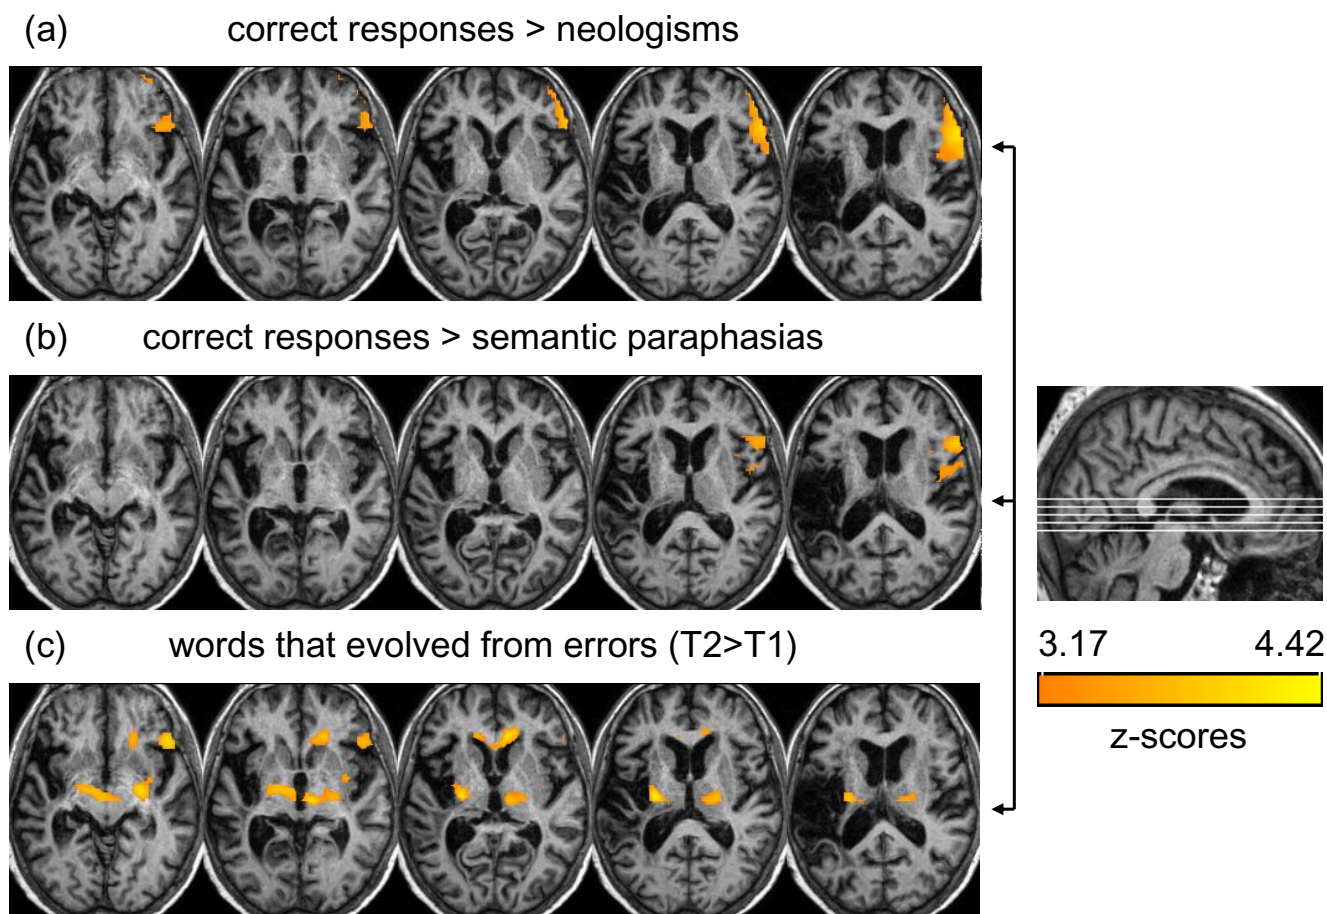 (a) correct responses > neologisms
(b) correct responses > semantic paraphasias
(c) words that evolved from errors (T2>T1)
3.17 4.42
z-scores